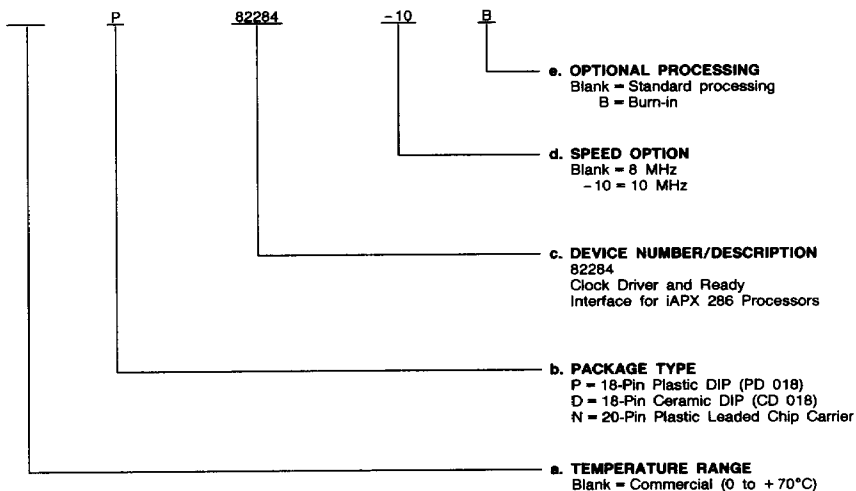 P 82284 -10 B
e. OPTIONAL PROCESSING
Blank = Standard processing
B = Burn-in
d. SPEED OPTION
Blank = 8 MHz
-10 = 10 MHz
c. DEVICE NUMBER/DESCRIPTION
82284
Clock Driver and Ready
Interface for iAPX 286 Processors
b. PACKAGE TYPE
P = 18-Pin Plastic DIP (PD 018)
D = 18-Pin Ceramic DIP (CD 018)
N = 20-Pin Plastic Leaded Chip Carrier
a. TEMPERATURE RANGE
Blank = Commercial (0 to +70°C)